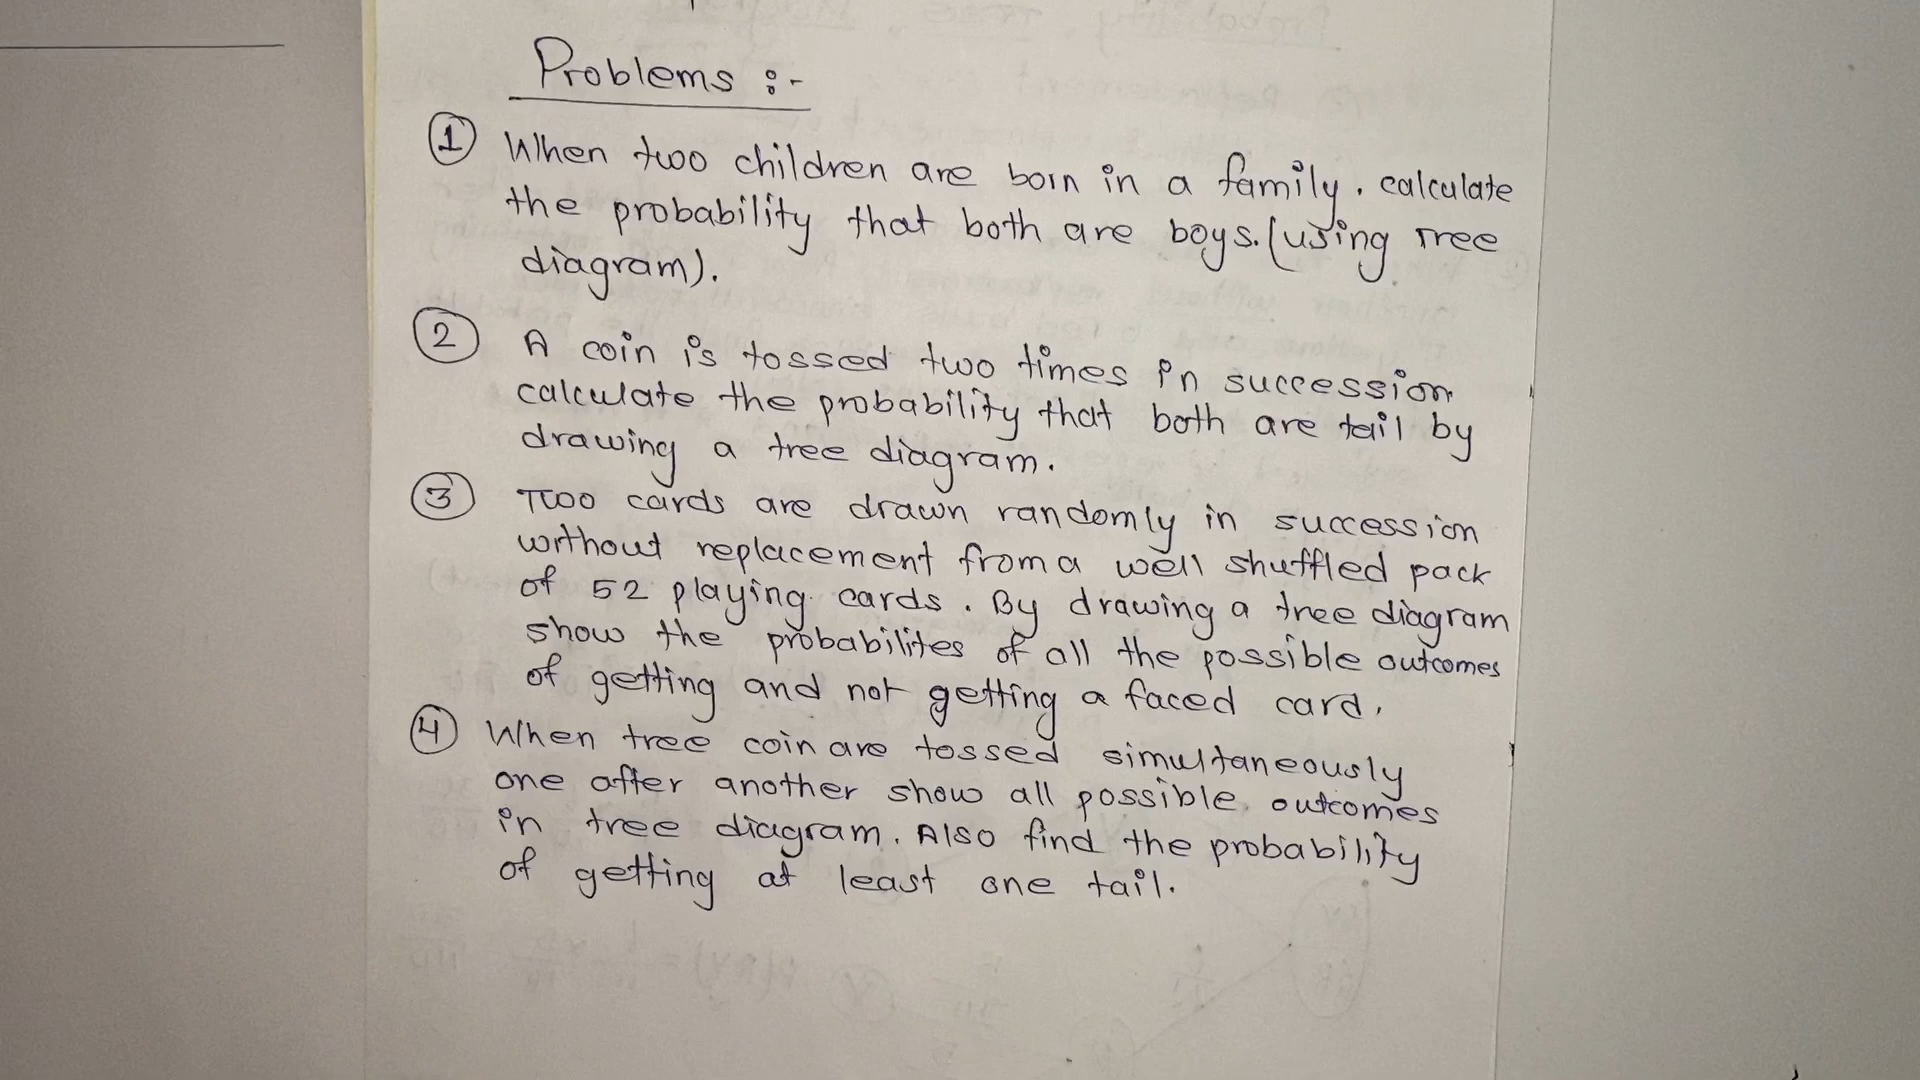 Problems :-
① When two children are born in a family. calculate
the probability that both are boys. (using Tree
diagram).
② A coin is tossed two times in succession
calculate the probability that both are tail by
drawing a tree diagram.
③ Two cards are drawn randomly in succession
without replacement from a well shuffled pack
of 52 playing cards. By drawing a tree diagram
show the probabilites of all the possible outcomes
of getting and not getting a faced card.
④ When tree coin are tossed simultaneously
one after another show all possible outcomes
in tree diagram. Also find the probability
of getting at least one tail.